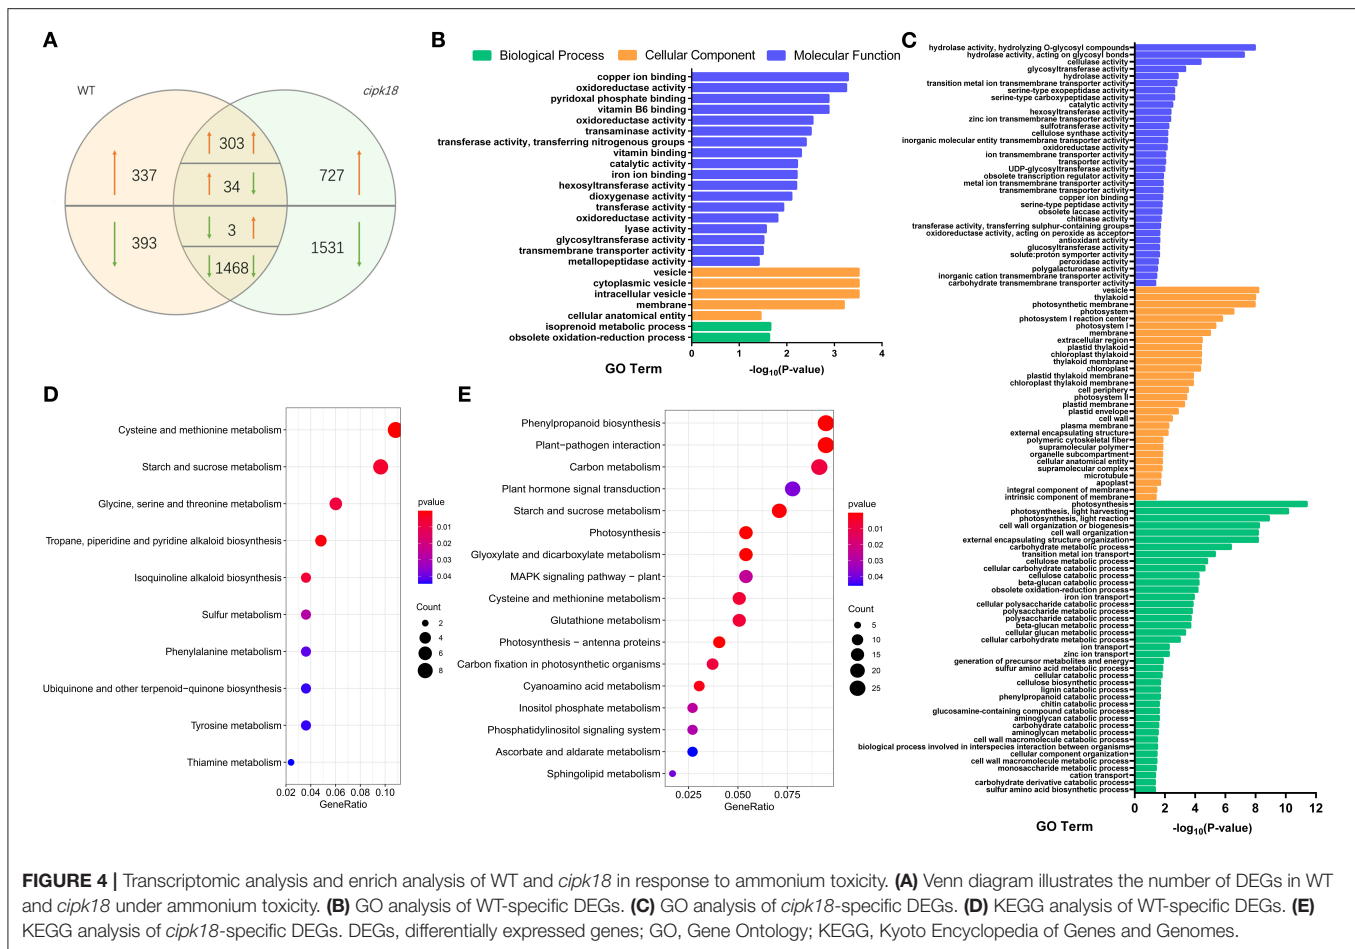 A
WT
cipk18
337
303
727
34
393
3
1531
1468
B
Biological Process
Cellular Component
Molecular Function
copper ion binding
oxidoreductase activity
pyridoxal phosphate binding
vitamin B6 binding
oxidoreductase activity
transaminase activity
transferase activity, transferring nitrogenous groups
vitamin binding
catalytic activity
iron ion binding
hexosyltransferase activity
dioxygenase activity
transferase activity
oxidoreductase activity
lyase activity
glycosyltransferase activity
transmembrane transporter activity
metallopeptidase activity
vesicle
cytoplasmic vesicle
intracellular vesicle
membrane
cellular anatomical entity
isoprenoid metabolic process
obsolete oxidation-reduction process
0 1 2 3 4
GO Term
-log10(P-value)
C
hydrolase activity, hydrolyzing O-glycosyl compounds
hydrolase activity, acting on glycosyl bonds
cellulase activity
glycosyltransferase activity
hydrolase activity
transition metal ion transmembrane transporter activity
serine-type exopeptidase activity
serine-type carboxypeptidase activity
catalytic activity
hexosyltransferase activity
zinc ion transmembrane transporter activity
sulfotransferase activity
cellulose synthase activity
inorganic molecular entity transmembrane transporter activity
oxidoreductase activity
ion transmembrane transporter activity
transporter activity
UDP-glycosyltransferase activity
obsolete transcription regulator activity
metal ion transmembrane transporter activity
transmembrane transporter activity
copper ion binding
serine-type peptidase activity
obsolete laccase activity
chitinase activity
transferase activity, transferring sulphur-containing groups
oxidoreductase activity, acting on peroxide as acceptor
antioxidant activity
glucosyltransferase activity
solute:proton symporter activity
peroxidase activity
polygalacturonase activity
inorganic cation transmembrane transporter activity
carbohydrate transmembrane transporter activity
vesicle
thylakoid
photosynthetic membrane
photosystem
photosystem I reaction center
photosystem I
membrane
extracellular region
plastid thylakoid
chloroplast thylakoid
thylakoid membrane
chloroplast
plastid thylakoid membrane
chloroplast thylakoid membrane
cell periphery
photosystem II
plastid membrane
plastid envelope
cell wall
plasma membrane
external encapsulating structure
polymeric cytoskeletal fiber
supramolecular polymer
organelle subcompartment
cellular anatomical entity
supramolecular complex
microtubule
apoplast
integral component of membrane
intrinsic component of membrane
photosynthesis
photosynthesis, light harvesting
photosynthesis, light reaction
cell wall organization or biogenesis
cell wall organization
external encapsulating structure organization
carbohydrate metabolic process
transition metal ion transport
cellulose metabolic process
cellular carbohydrate catabolic process
cellulose catabolic process
beta-glucan catabolic process
obsolete oxidation-reduction process
iron ion transport
cellular polysaccharide catabolic process
polysaccharide metabolic process
polysaccharide catabolic process
beta-glucan metabolic process
cellular glucan metabolic process
cellular carbohydrate metabolic process
ion transport
zinc ion transport
generation of precursor metabolites and energy
sulfur amino acid metabolic process
cellular catabolic process
cellulose biosynthetic process
lignin catabolic process
phenylpropanoid catabolic process
chitin catabolic process
glucosamine-containing compound catabolic process
aminoglycan catabolic process
carbohydrate catabolic process
aminoglycan metabolic process
cell wall macromolecule catabolic process
biological process involved in interspecies interaction between organisms
cellular component organization
cell wall macromolecule metabolic process
monosaccharide metabolic process
cation transport
carbohydrate derivative catabolic process
sulfur amino acid biosynthetic process
0 2 4 6 8 10 12
GO Term
-log10(P-value)
D
Cysteine and methionine metabolism
Starch and sucrose metabolism
Glycine, serine and threonine metabolism
Tropane, piperidine and pyridine alkaloid biosynthesis
Isoquinoline alkaloid biosynthesis
Sulfur metabolism
Phenylalanine metabolism
Ubiquinone and other terpenoid−quinone biosynthesis
Tyrosine metabolism
Thiamine metabolism
0.02 0.04 0.06 0.08 0.10
GeneRatio
pvalue
0.01
0.02
0.03
0.04
Count
2
4
6
8
E
Phenylpropanoid biosynthesis
Plant−pathogen interaction
Carbon metabolism
Plant hormone signal transduction
Starch and sucrose metabolism
Photosynthesis
Glyoxylate and dicarboxylate metabolism
MAPK signaling pathway − plant
Cysteine and methionine metabolism
Glutathione metabolism
Photosynthesis − antenna proteins
Carbon fixation in photosynthetic organisms
Cyanoamino acid metabolism
Inositol phosphate metabolism
Phosphatidylinositol signaling system
Ascorbate and aldarate metabolism
Sphingolipid metabolism
0.025 0.050 0.075
GeneRatio
pvalue
0.01
0.02
0.03
0.04
Count
5
10
15
20
25
FIGURE 4 | Transcriptomic analysis and enrich analysis of WT and cipk18 in response to ammonium toxicity. (A) Venn diagram illustrates the number of DEGs in WT
and cipk18 under ammonium toxicity. (B) GO analysis of WT-specific DEGs. (C) GO analysis of cipk18-specific DEGs. (D) KEGG analysis of WT-specific DEGs. (E)
KEGG analysis of cipk18-specific DEGs. DEGs, differentially expressed genes; GO, Gene Ontology; KEGG, Kyoto Encyclopedia of Genes and Genomes.